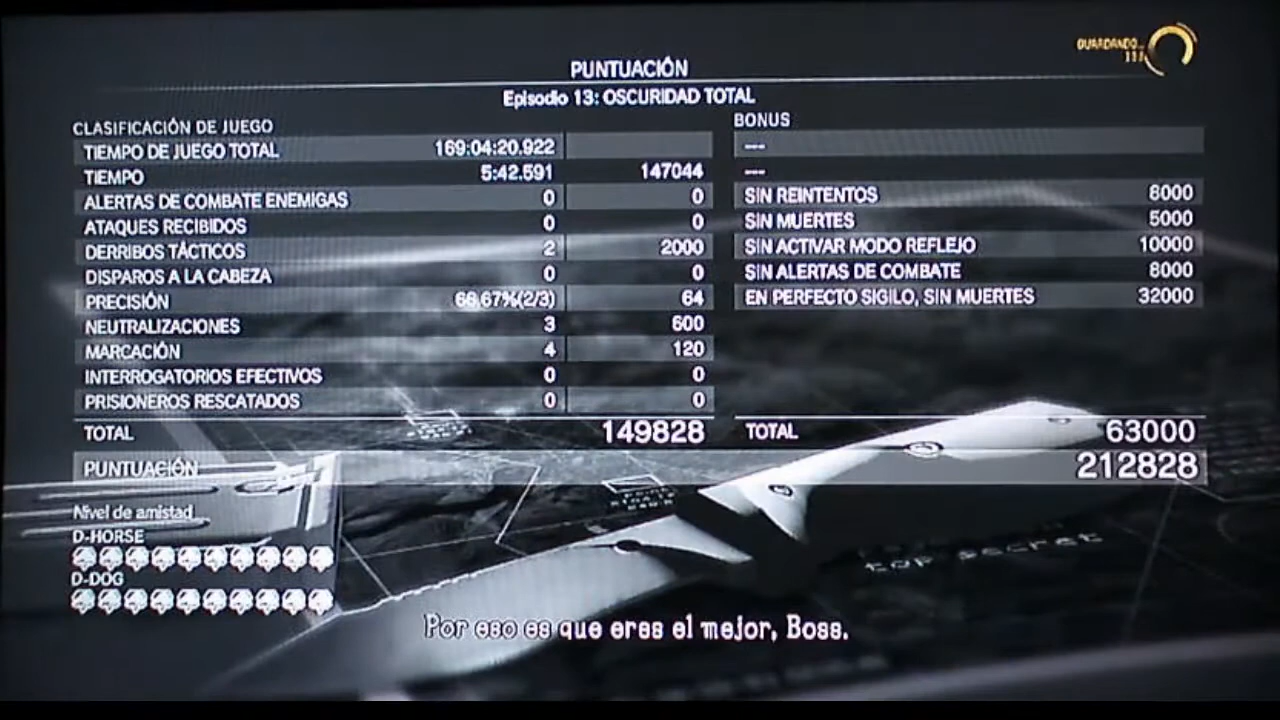 GUARDANDO...
PUNTUACIÓN
Episodio 13: OSCURIDAD TOTAL
CLASIFICACIÓN DE JUEGO
TIEMPO DE JUEGO TOTAL 169:04:20.922
TIEMPO 5:42.591 147044
ALERTAS DE COMBATE ENEMIGAS 0 0
ATAQUES RECIBIDOS 0 0
DERRIBOS TÁCTICOS 2 2000
DISPAROS A LA CABEZA 0 0
PRECISIÓN 66.67%(2/3) 64
NEUTRALIZACIONES 3 600
MARCACIÓN 4 120
INTERROGATORIOS EFECTIVOS 0 0
PRISIONEROS RESCATADOS 0 0
TOTAL 149828
BONUS
---
---
SIN REINTENTOS 8000
SIN MUERTES 5000
SIN ACTIVAR MODO REFLEJO 10000
SIN ALERTAS DE COMBATE 8000
EN PERFECTO SIGILO, SIN MUERTES 32000
TOTAL 63000
PUNTUACIÓN 212828
Nivel de amistad
D-HORSE
D-DOG
top secret
Por eso es que eres el mejor, Boss.